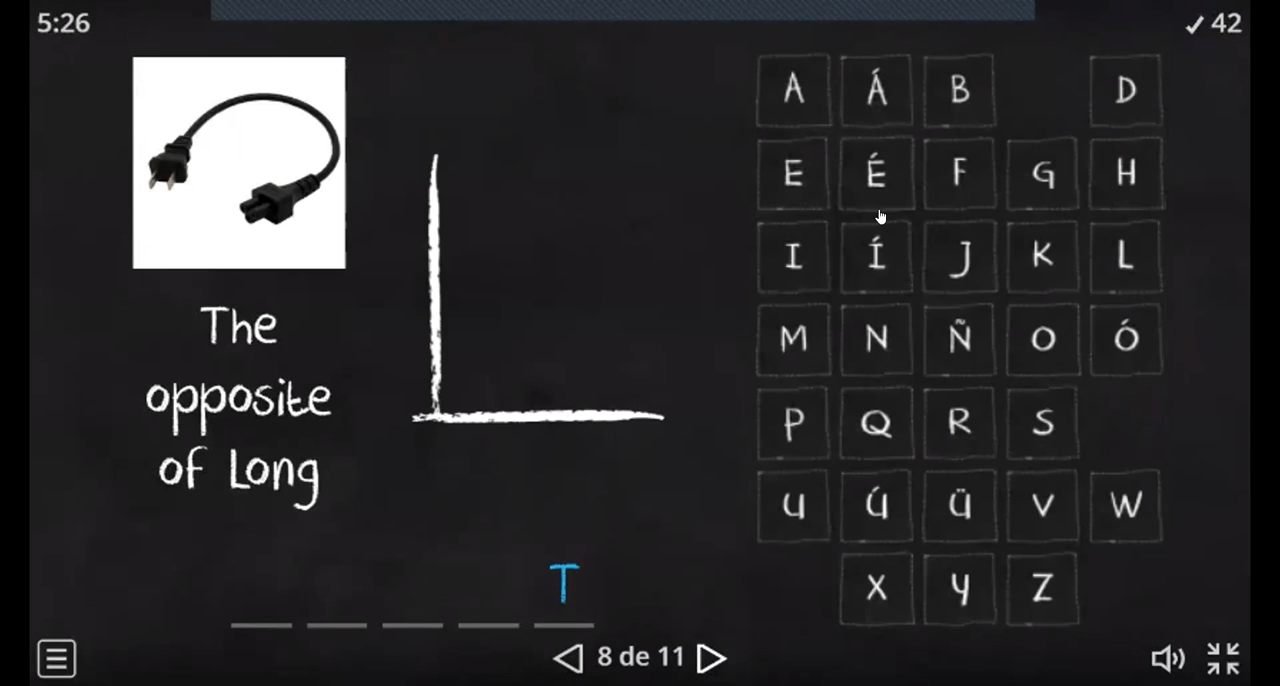 5:26
✓ 42
The
opposite
of Long
T
A Á B D
E É F G H
I Í J K L
M N Ñ O Ó
P Q R S
U Ú Ü V W
X Y Z
8 de 11